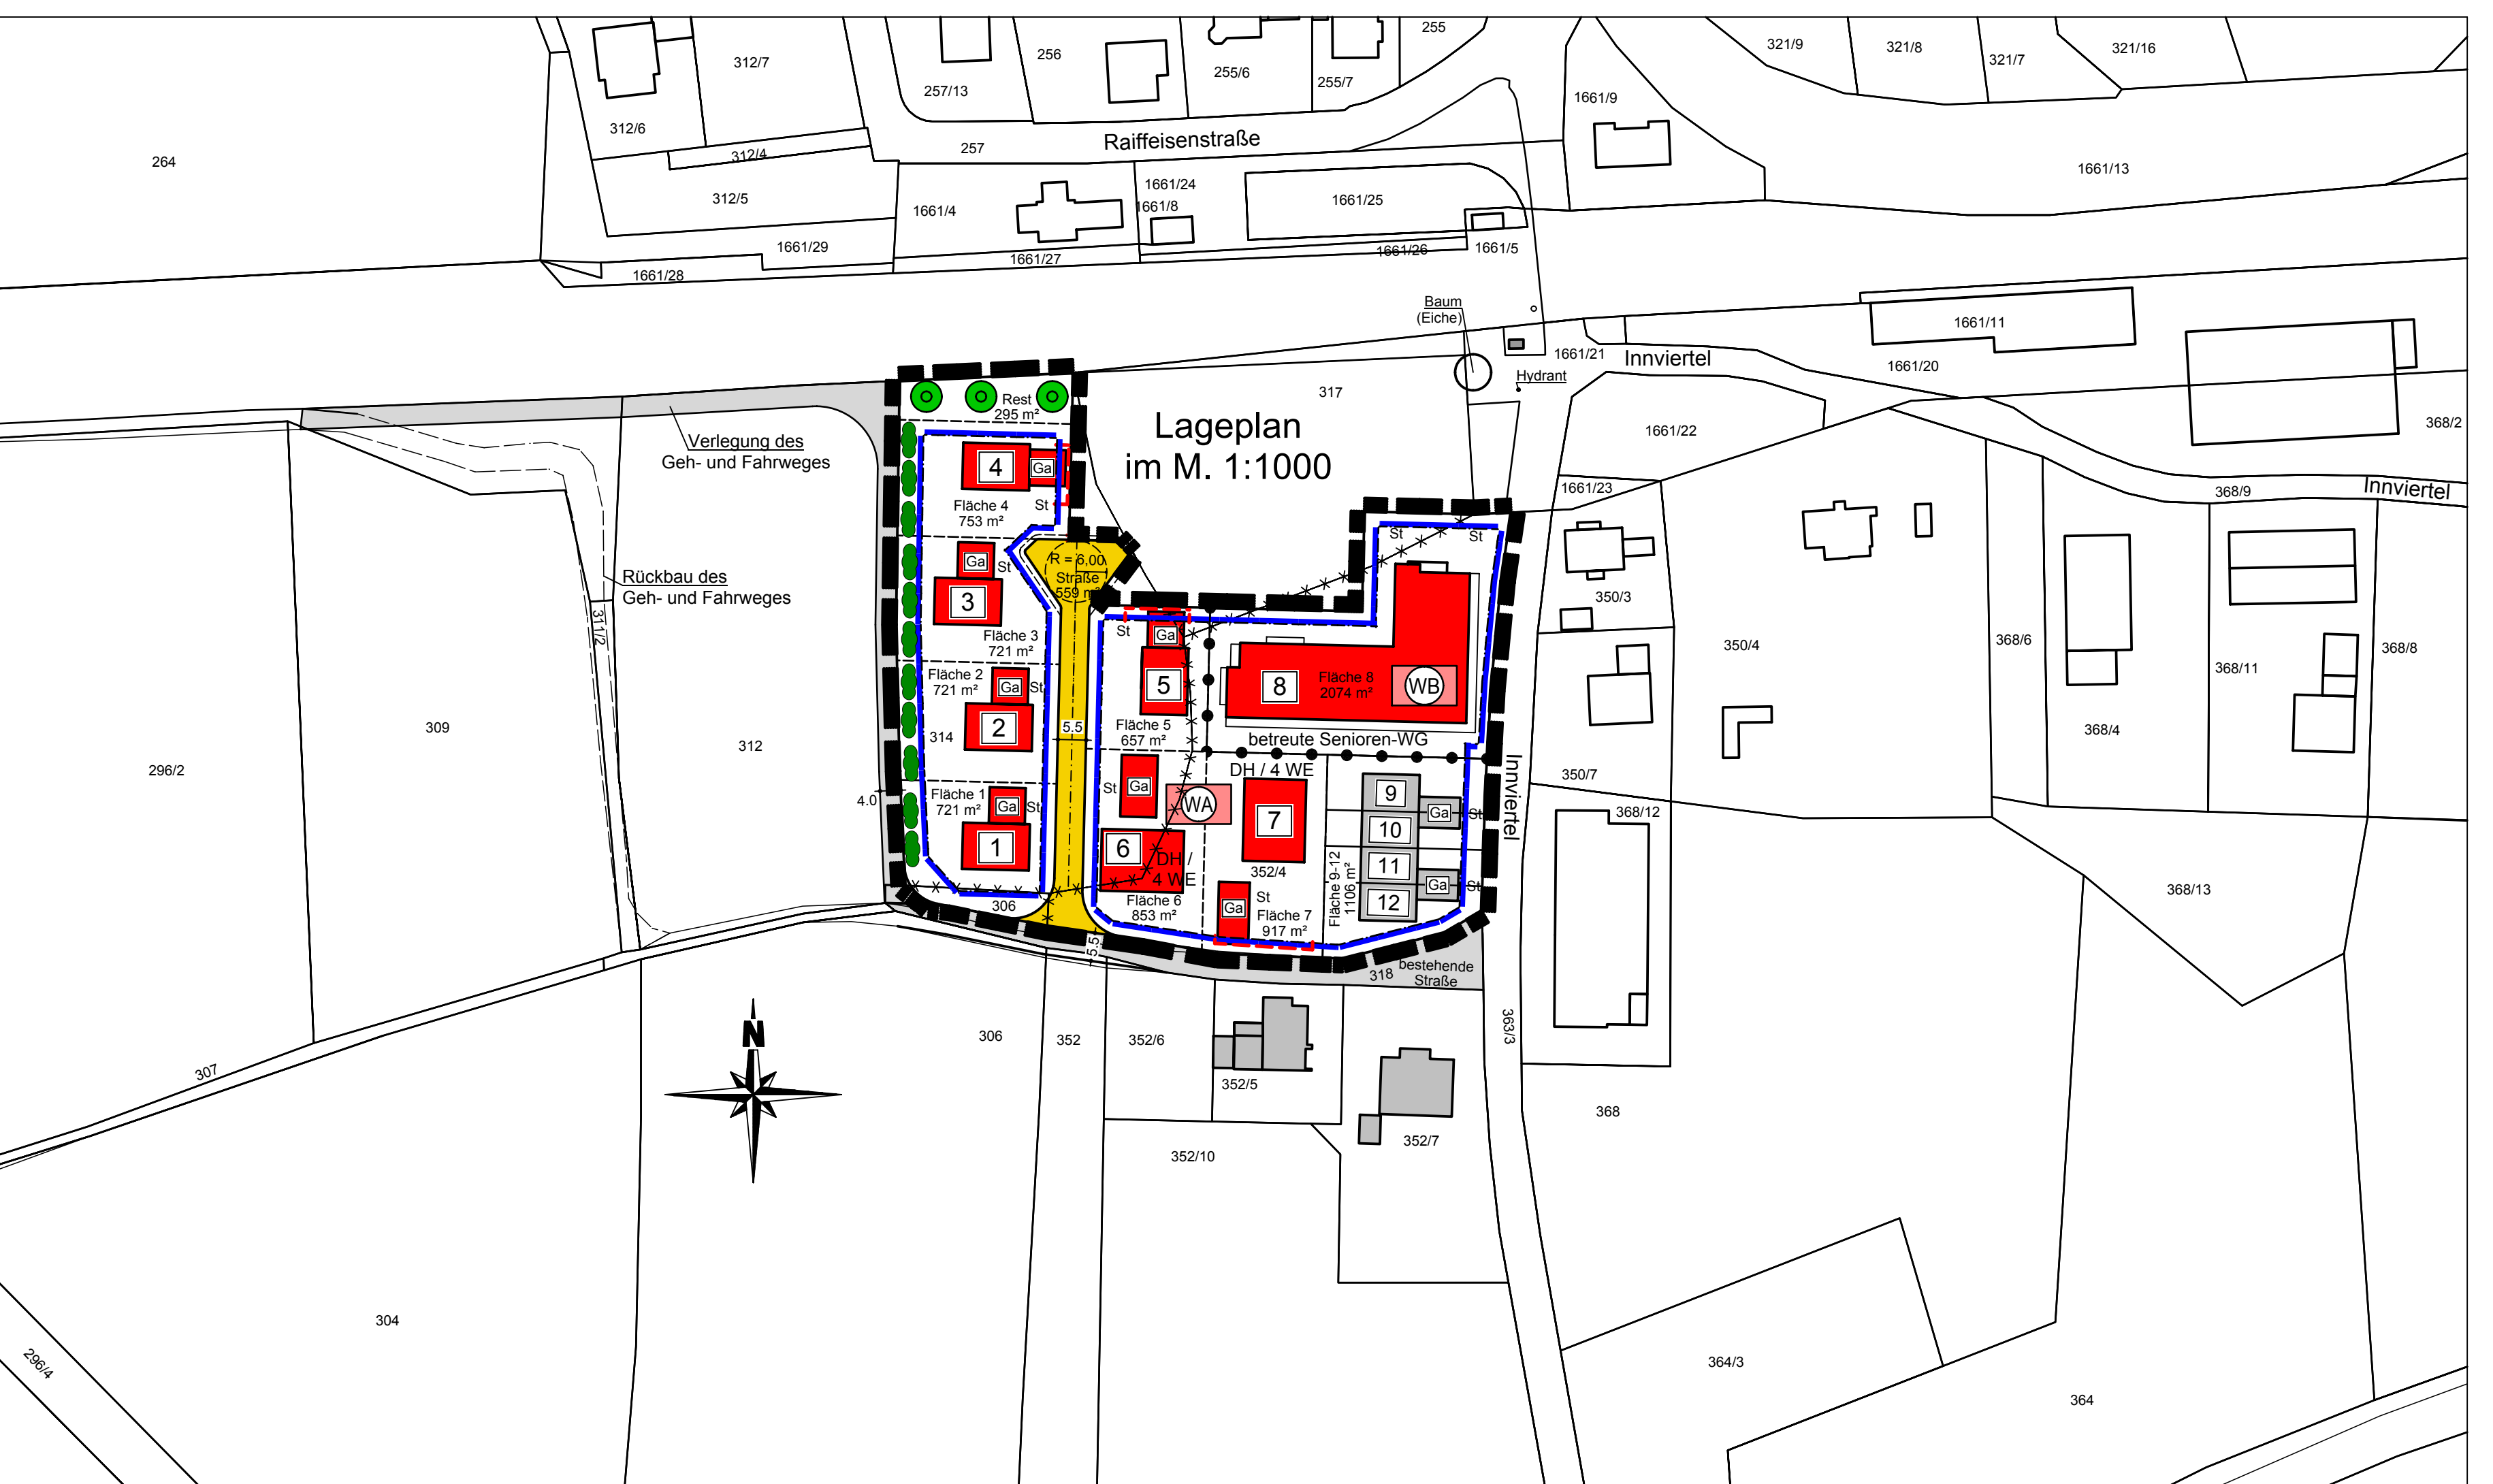 255
321/9
321/8
321/7
321/16
312/7
256
255/6
255/7
257/13
1661/9
312/6
Raiffeisenstraße
257
312/4
264
1661/13
312/5
1661/24
1661/8
1661/4
1661/25
1661/29
1661/28
1661/27
1661/26
1661/5
Baum
(Eiche)
1661/11
1661/21
Innviertel
1661/20
Hydrant
317
Rest
295 m²
Lageplan
im M. 1:1000
368/2
1661/22
Verlegung des
Geh- und Fahrweges
4
Ga
Fläche 4
753 m²
St
1661/23
368/9
Innviertel
St
St
R = 6,00
Straße
559 m²
Ga
St
3
Rückbau des
Geh- und Fahrweges
311/2
350/3
Fläche 3
721 m²
St
Ga
350/4
368/6
368/8
368/11
Fläche 2
721 m²
Ga
St
5
8
Fläche 8
2074 m²
WB
2
314
5.5
Fläche 5
657 m²
betreute Senioren-WG
309
312
296/2
368/4
DH / 4 WE
Innviertel
350/7
St
Ga
WA
4.0
Fläche 1
721 m²
Ga
St
9
Ga
St
368/12
7
10
1
6
DH /
4 WE
352/4
11
Fläche 9-12
1106 m²
Ga
St
12
368/13
306
Fläche 6
853 m²
Ga
St
Fläche 7
917 m²
5.5
318
bestehende
Straße
N
306
352
352/6
363/3
307
352/5
368
352/7
352/10
304
296/4
364/3
364